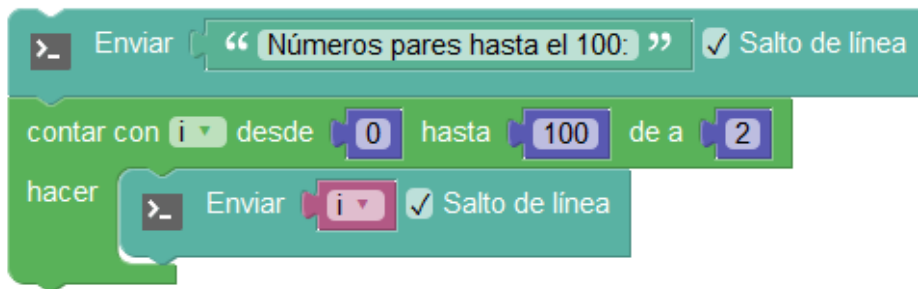 >_ Enviar “ Números pares hasta el 100: ” ✓ Salto de línea
contar con i ▾ desde 0 hasta 100 de a 2
hacer >_ Enviar i ▾ ✓ Salto de línea